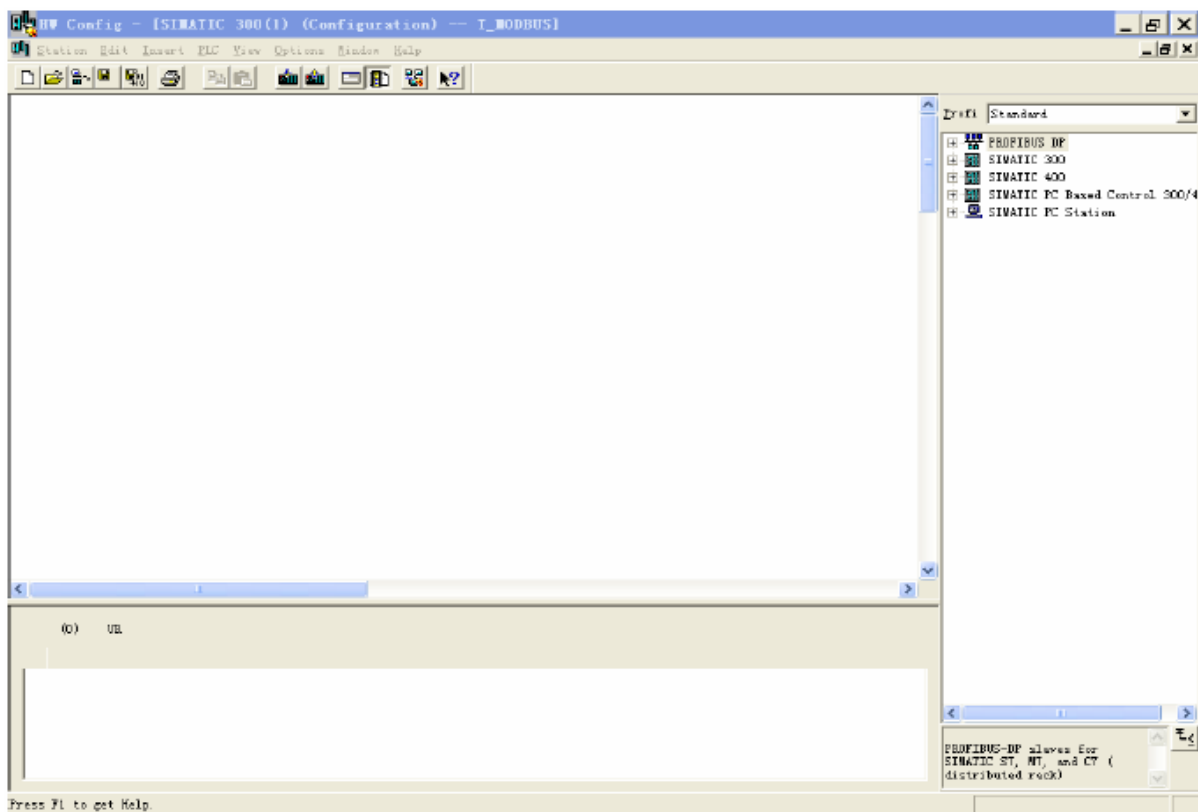 HW Config - [SIMATIC 300(1) (Configuration) -- T_MODBUS]
Station Edit Insert PLC View Options Window Help
Profi Standard
PROFIBUS DP
SIMATIC 300
SIMATIC 400
SIMATIC PC Based Control 300/4
SIMATIC PC Station
(0) UR
PROFIBUS-DP slaves for
SIMATIC S7, M7, and C7 (
distributed rack)
Press F1 to get Help.